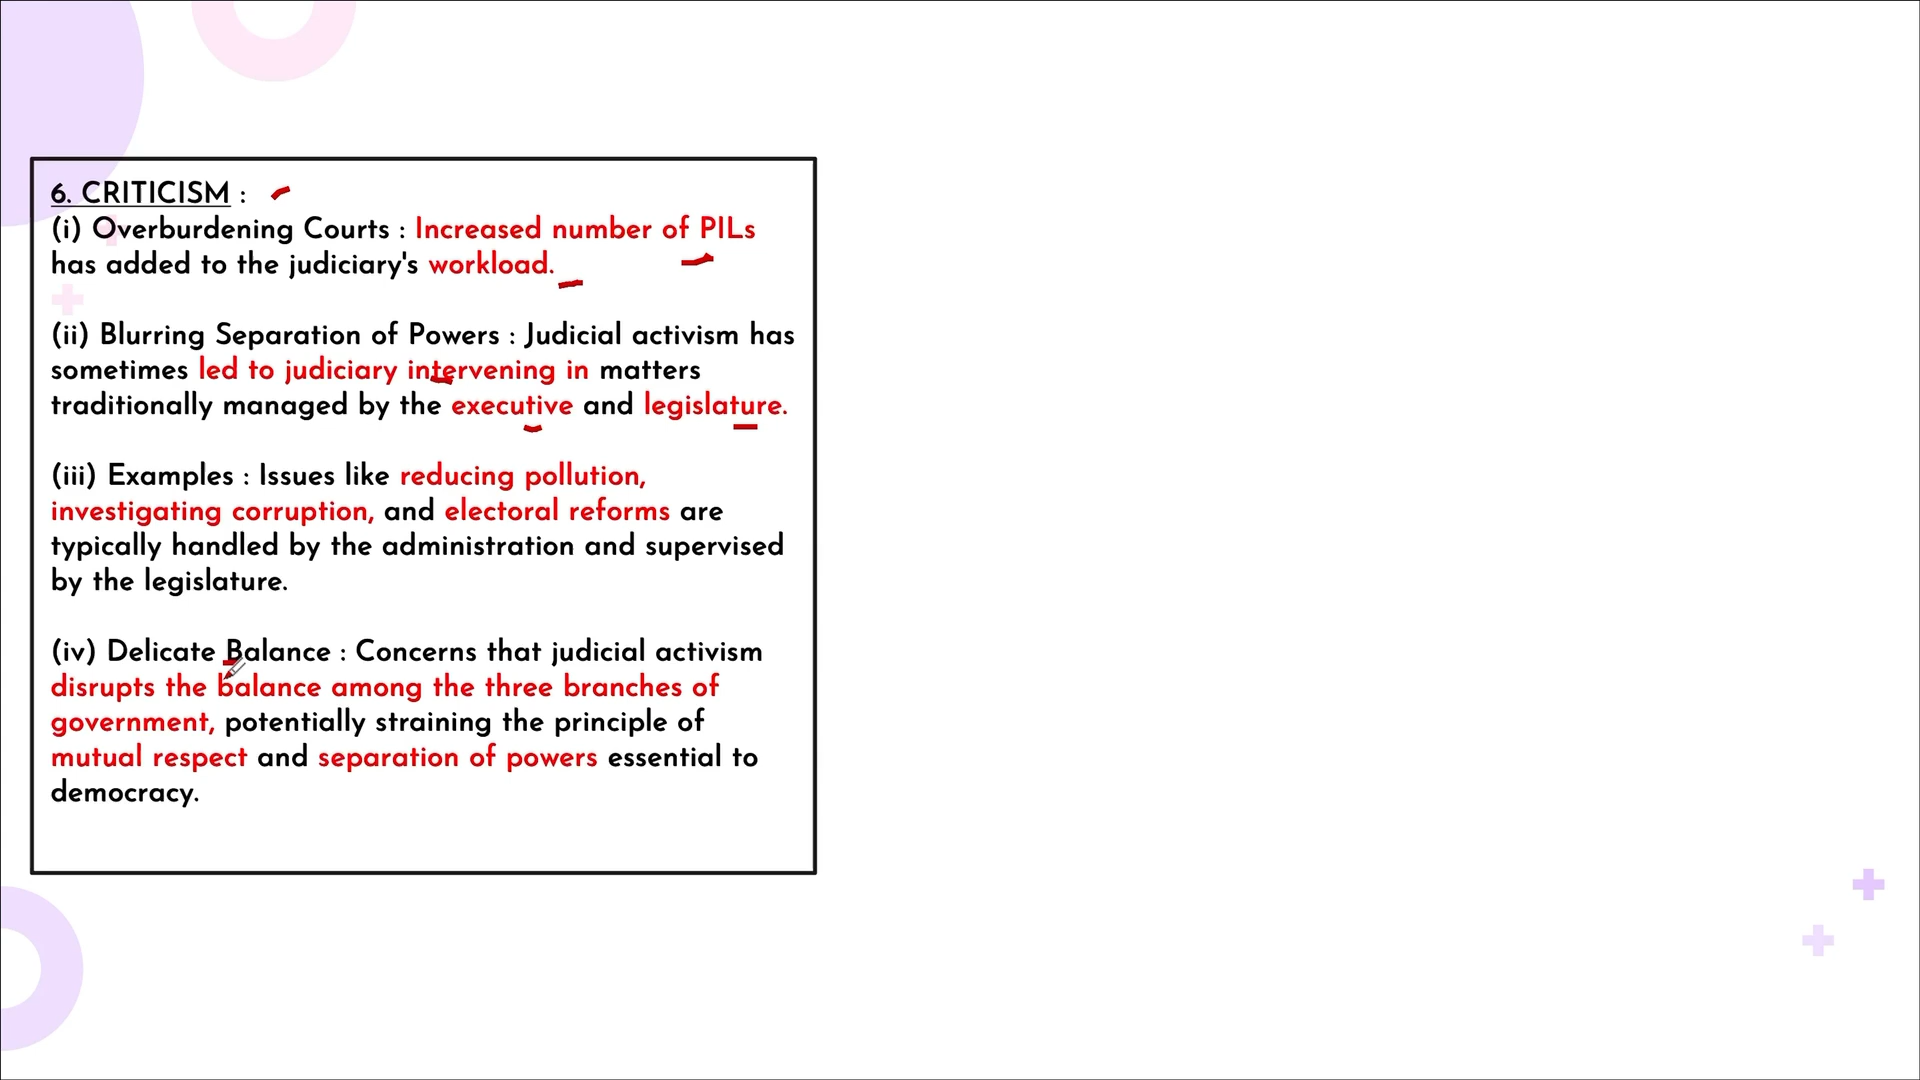 6. CRITICISM :
(i) Overburdening Courts : Increased number of PILs
has added to the judiciary's workload.
(ii) Blurring Separation of Powers : Judicial activism has
sometimes led to judiciary intervening in matters
traditionally managed by the executive and legislature.
(iii) Examples : Issues like reducing pollution,
investigating corruption, and electoral reforms are
typically handled by the administration and supervised
by the legislature.
(iv) Delicate Balance : Concerns that judicial activism
disrupts the balance among the three branches of
government, potentially straining the principle of
mutual respect and separation of powers essential to
democracy.